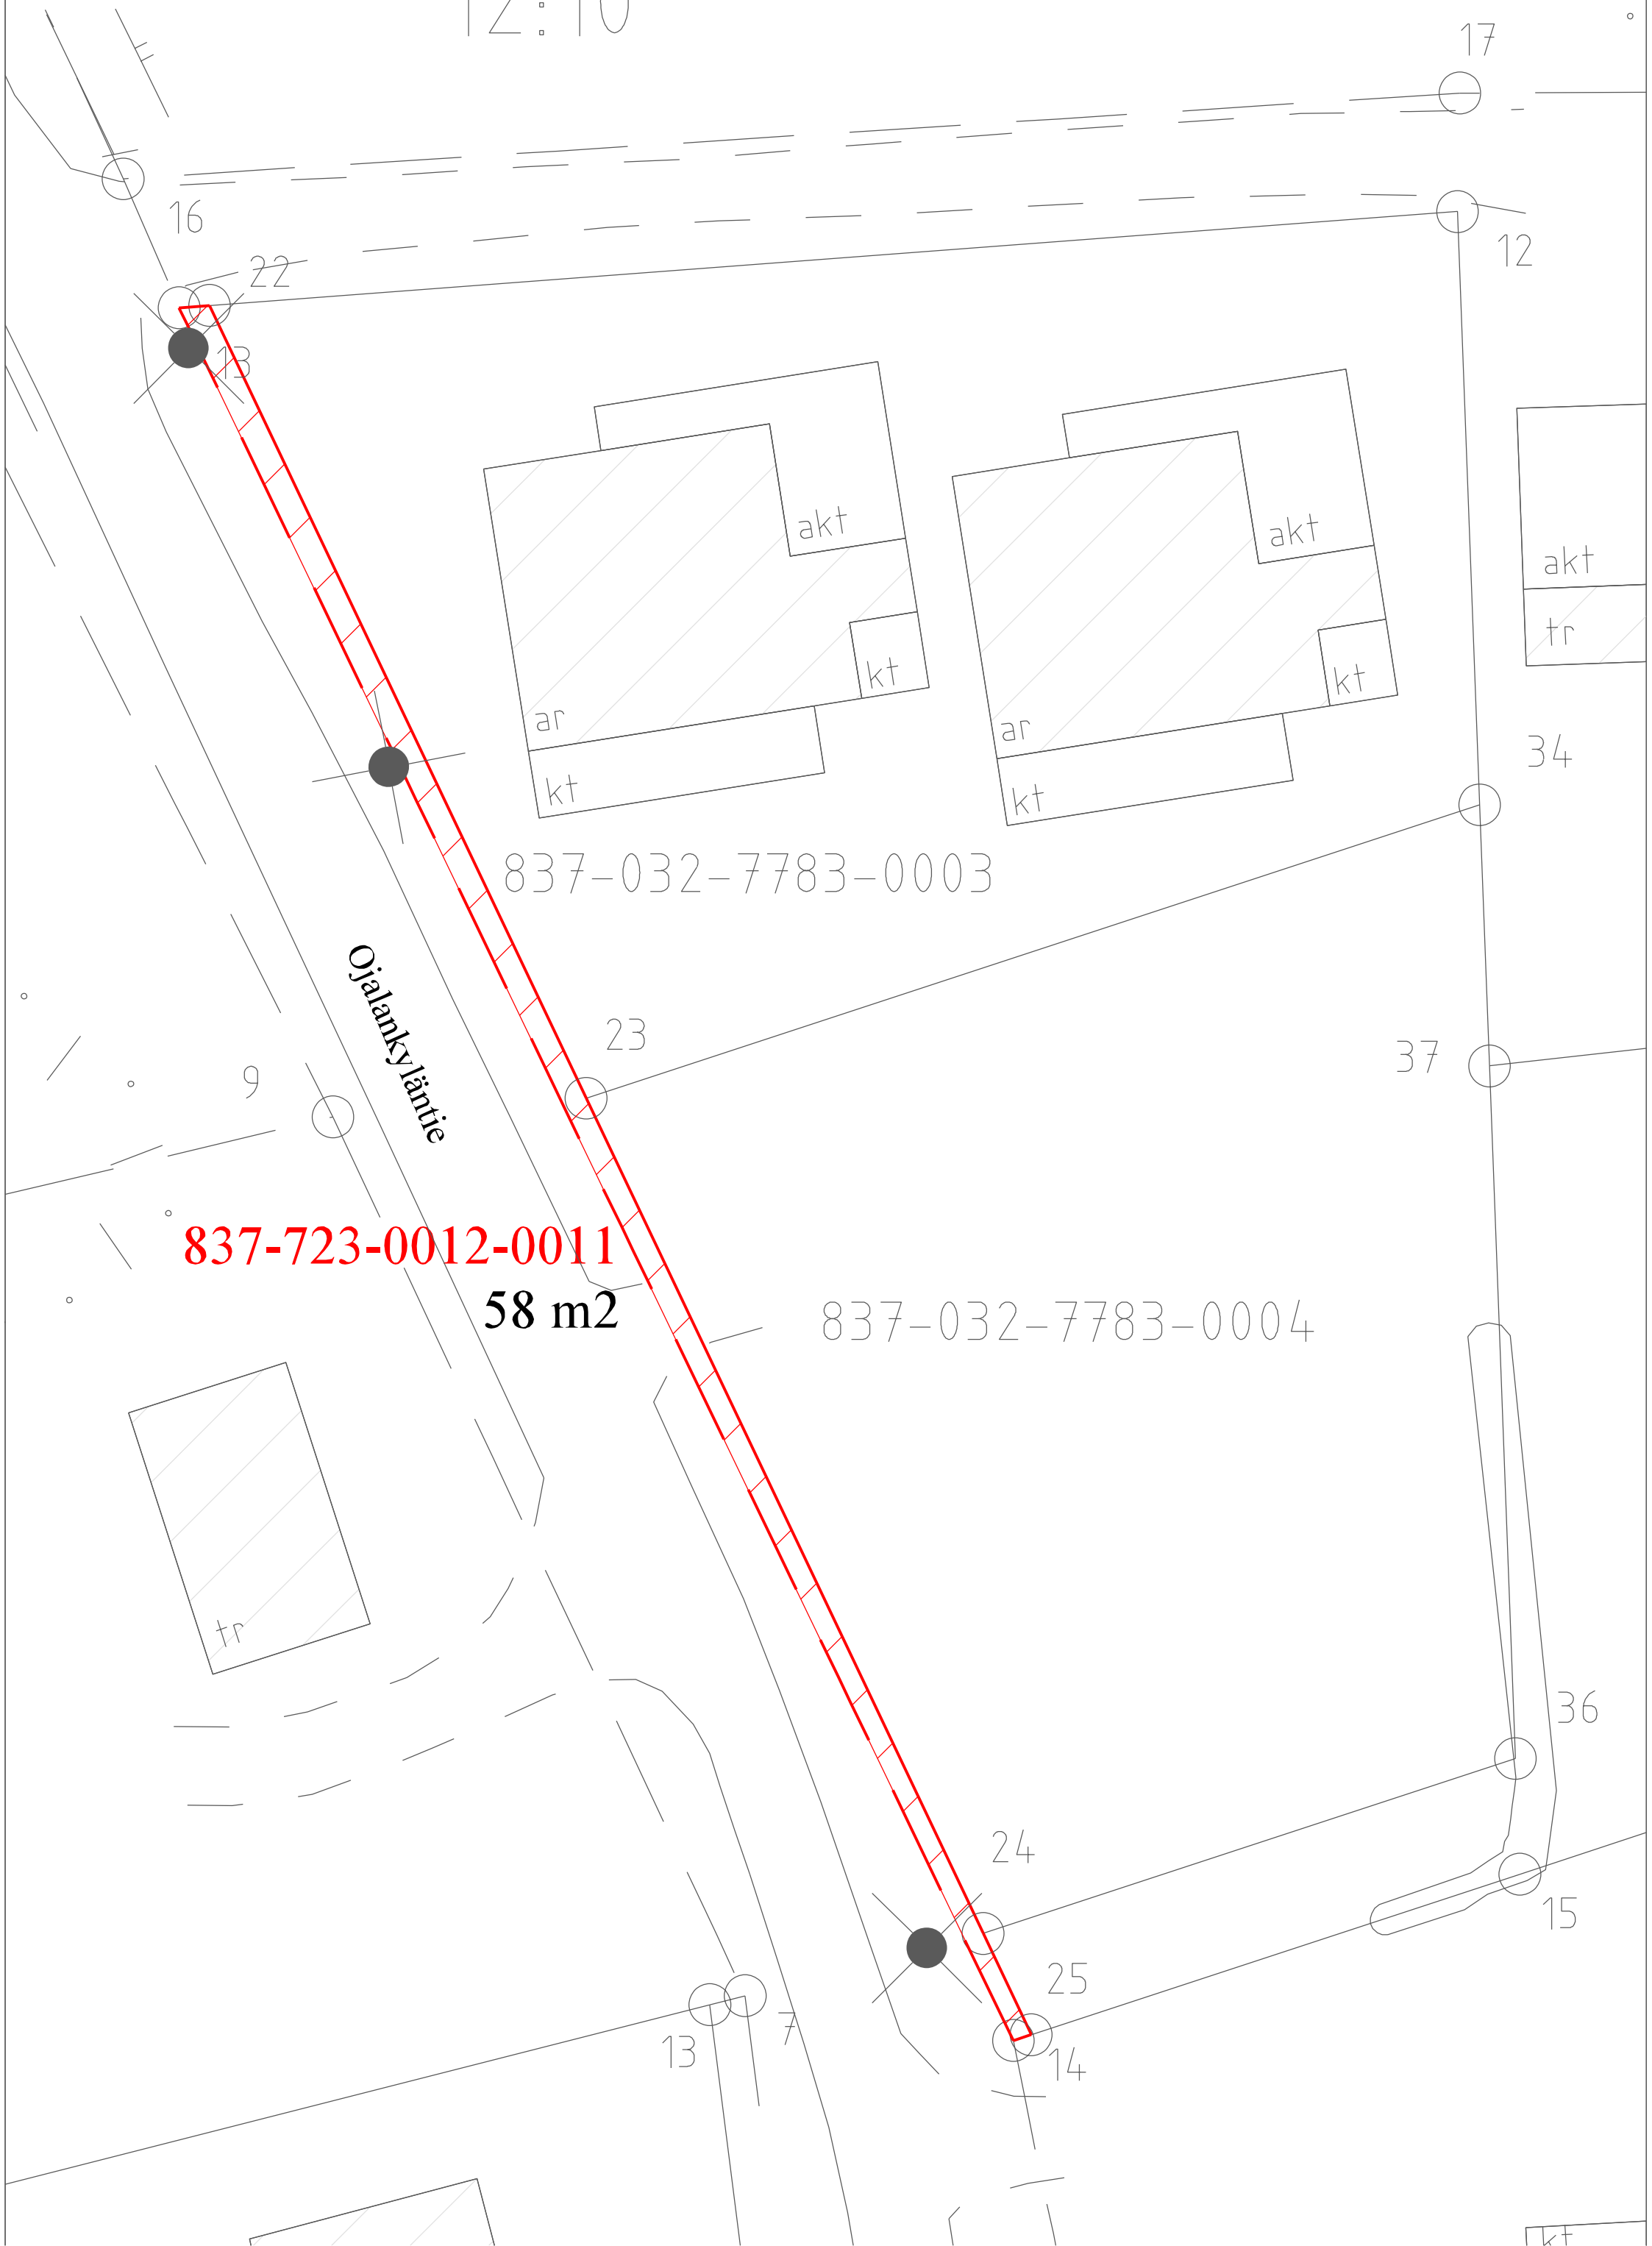 12:10
17
16
12
22
13
akt
akt
akt
tr
kt
kt
ar
ar
34
kt
kt
837-032-7783-0003
Ojalankyläntie
23
37
9
837-723-0012-0011
58 m2
837-032-7783-0004
tr
36
24
15
25
7
13
14
kt